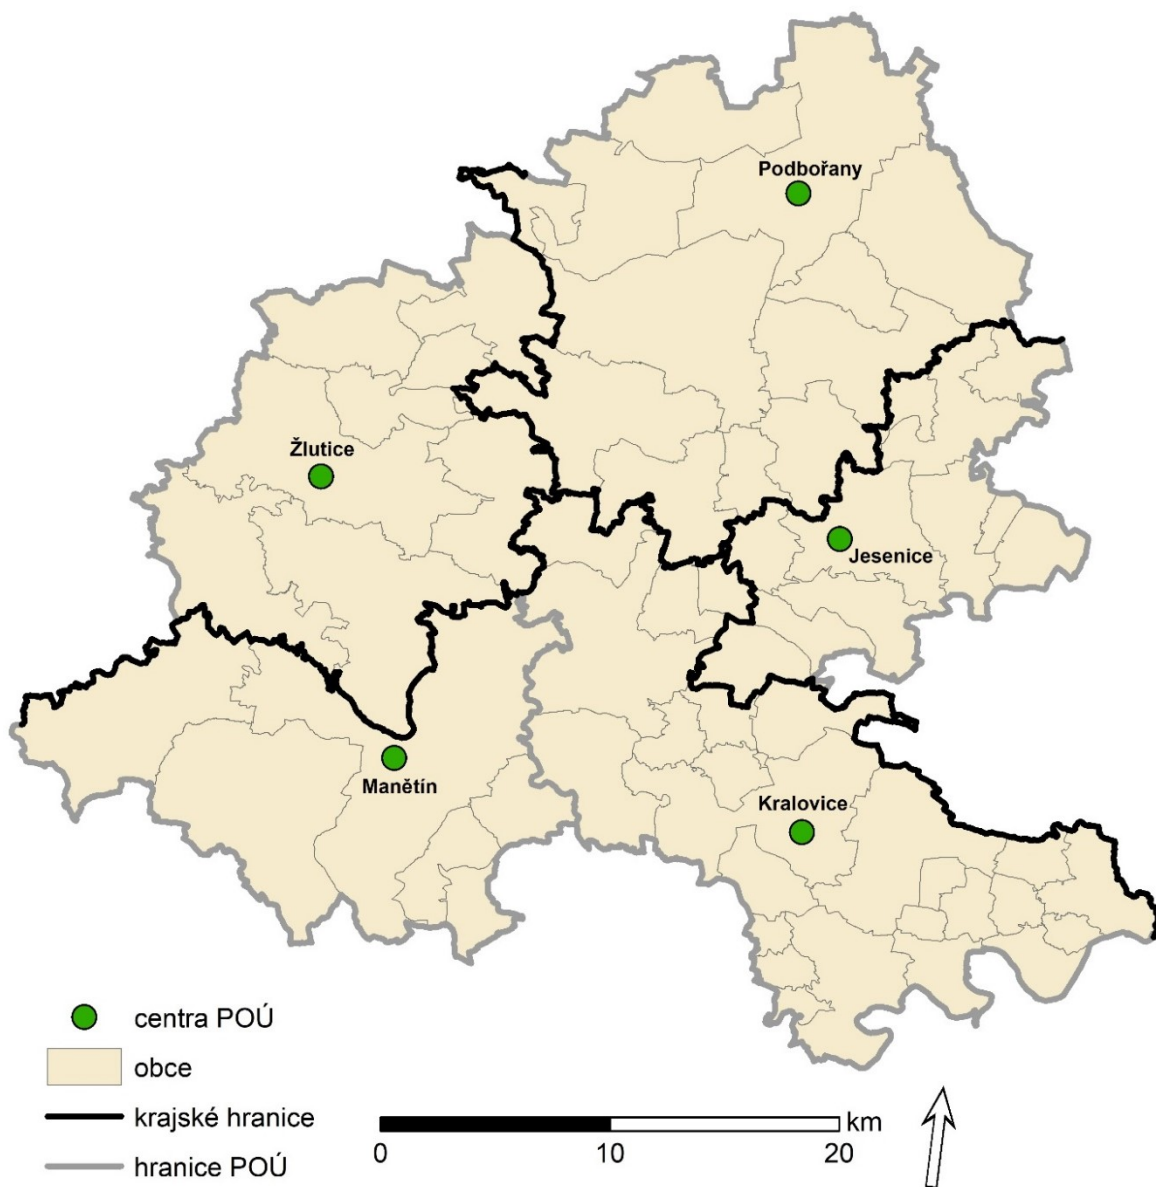 Podbořany
Žlutice
Jesenice
Manětín
Kralovice
centra POÚ
obce
krajské hranice
hranice POÚ
km
0 10 20